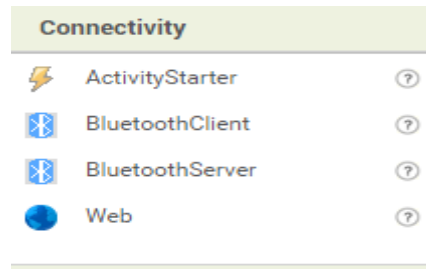 Connectivity
ActivityStarter ?
BluetoothClient ?
BluetoothServer ?
Web ?